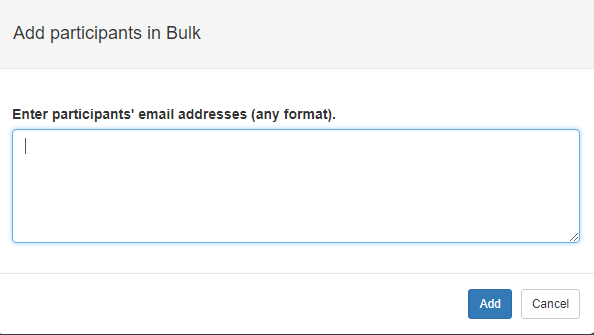 Add participants in Bulk
Enter participants' email addresses (any format).
Add
Cancel